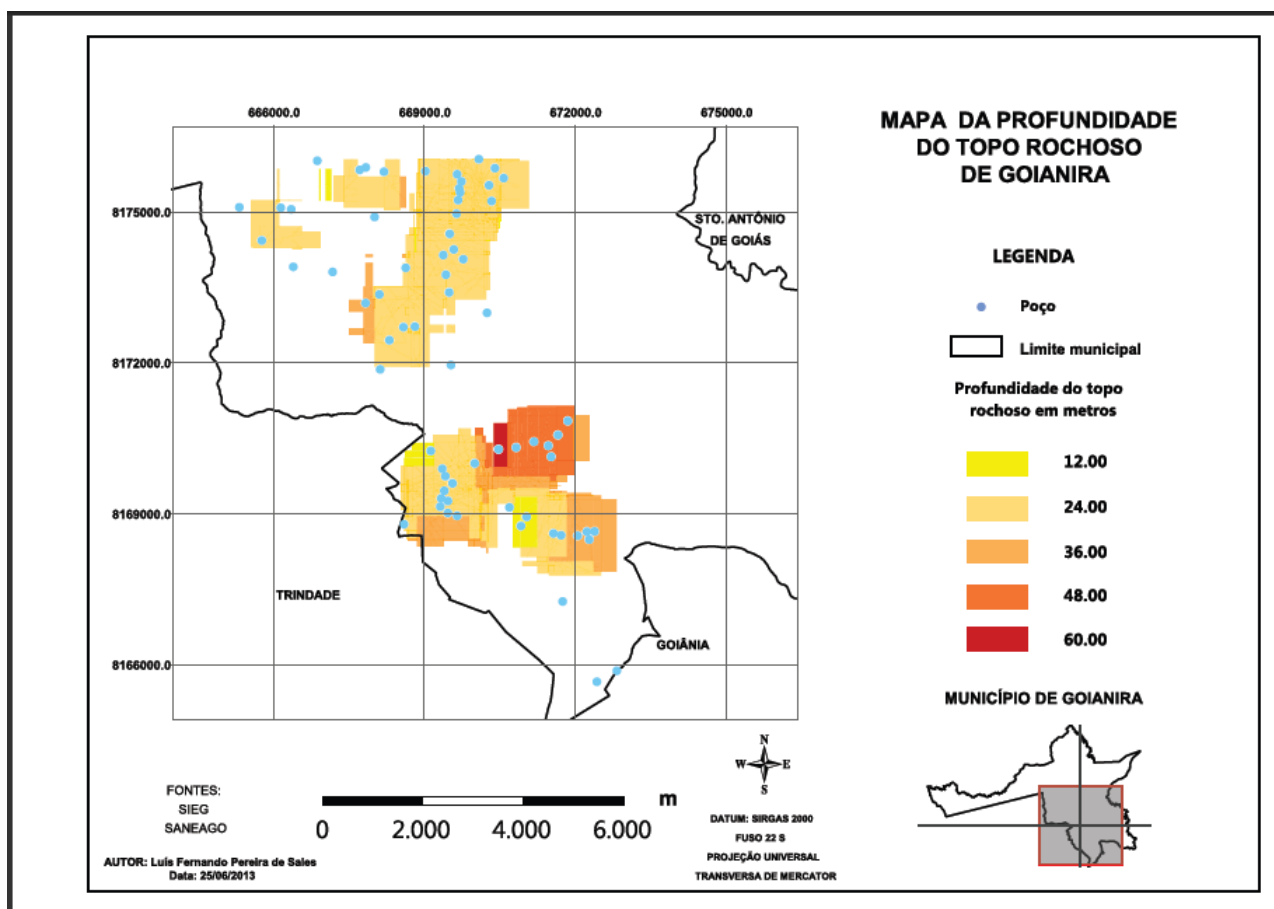 666000.0
669000.0
672000.0
675000.0
8175000.0
8172000.0
8169000.0
8166000.0
STO. ANTÔNIO
DE GOIÁS
TRINDADE
GOIÂNIA
MAPA DA PROFUNDIDADE
DO TOPO ROCHOSO
DE GOIANIRA
LEGENDA
Poço
Limite municipal
Profundidade do topo
rochoso em metros
12.00
24.00
36.00
48.00
60.00
MUNICÍPIO DE GOIANIRA
FONTES:
SIEG
SANEAGO
m
0 2.000 4.000 6.000
N
W E
S
DATUM: SIRGAS 2000
FUSO 22 S
PROJEÇÃO UNIVERSAL
TRANSVERSA DE MERCATOR
AUTOR: Luis Fernando Pereira de Sales
Data: 25/06/2013